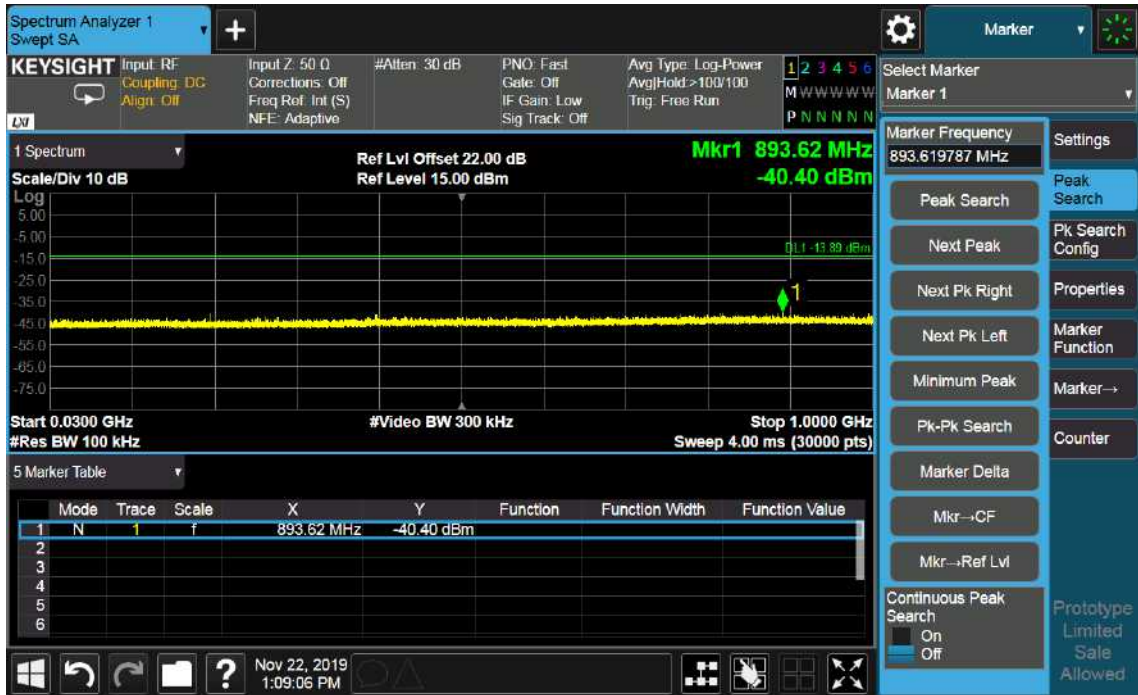 Spectrum Analyzer 1
Swept SA
+
Marker
KEYSIGHT
LXI
Input: RF
Coupling: DC
Align: Off
Input Z: 50 Ω
Corrections: Off
Freq Ref: Int (S)
NFE: Adaptive
#Atten: 30 dB
PNO: Fast
Gate: Off
IF Gain: Low
Sig Track: Off
Avg Type: Log-Power
Avg|Hold:>100/100
Trig: Free Run
1 2 3 4 5 6
M W W W W W
P N N N N N
Select Marker
Marker 1
1 Spectrum
Scale/Div 10 dB
Ref Lvl Offset 22.00 dB
Ref Level 15.00 dBm
Mkr1 893.62 MHz
-40.40 dBm
Log
5.00
-5.00
-15.0
-25.0
-35.0
-45.0
-55.0
-65.0
-75.0
DL1 -13.89 dBm
1
Start 0.0300 GHz
#Res BW 100 kHz
#Video BW 300 kHz
Stop 1.0000 GHz
Sweep 4.00 ms (30000 pts)
5 Marker Table
Mode Trace Scale X Y Function Function Width Function Value
1 N 1 f 893.62 MHz -40.40 dBm
2
3
4
5
6
?
Nov 22, 2019
1:09:06 PM
Marker Frequency
893.619787 MHz
Peak Search
Next Peak
Next Pk Right
Next Pk Left
Minimum Peak
Pk-Pk Search
Marker Delta
Mkr→CF
Mkr→Ref Lvl
Continuous Peak
Search
On
Off
Settings
Peak
Search
Pk Search
Config
Properties
Marker
Function
Marker→
Counter
Prototype
Limited
Sale
Allowed